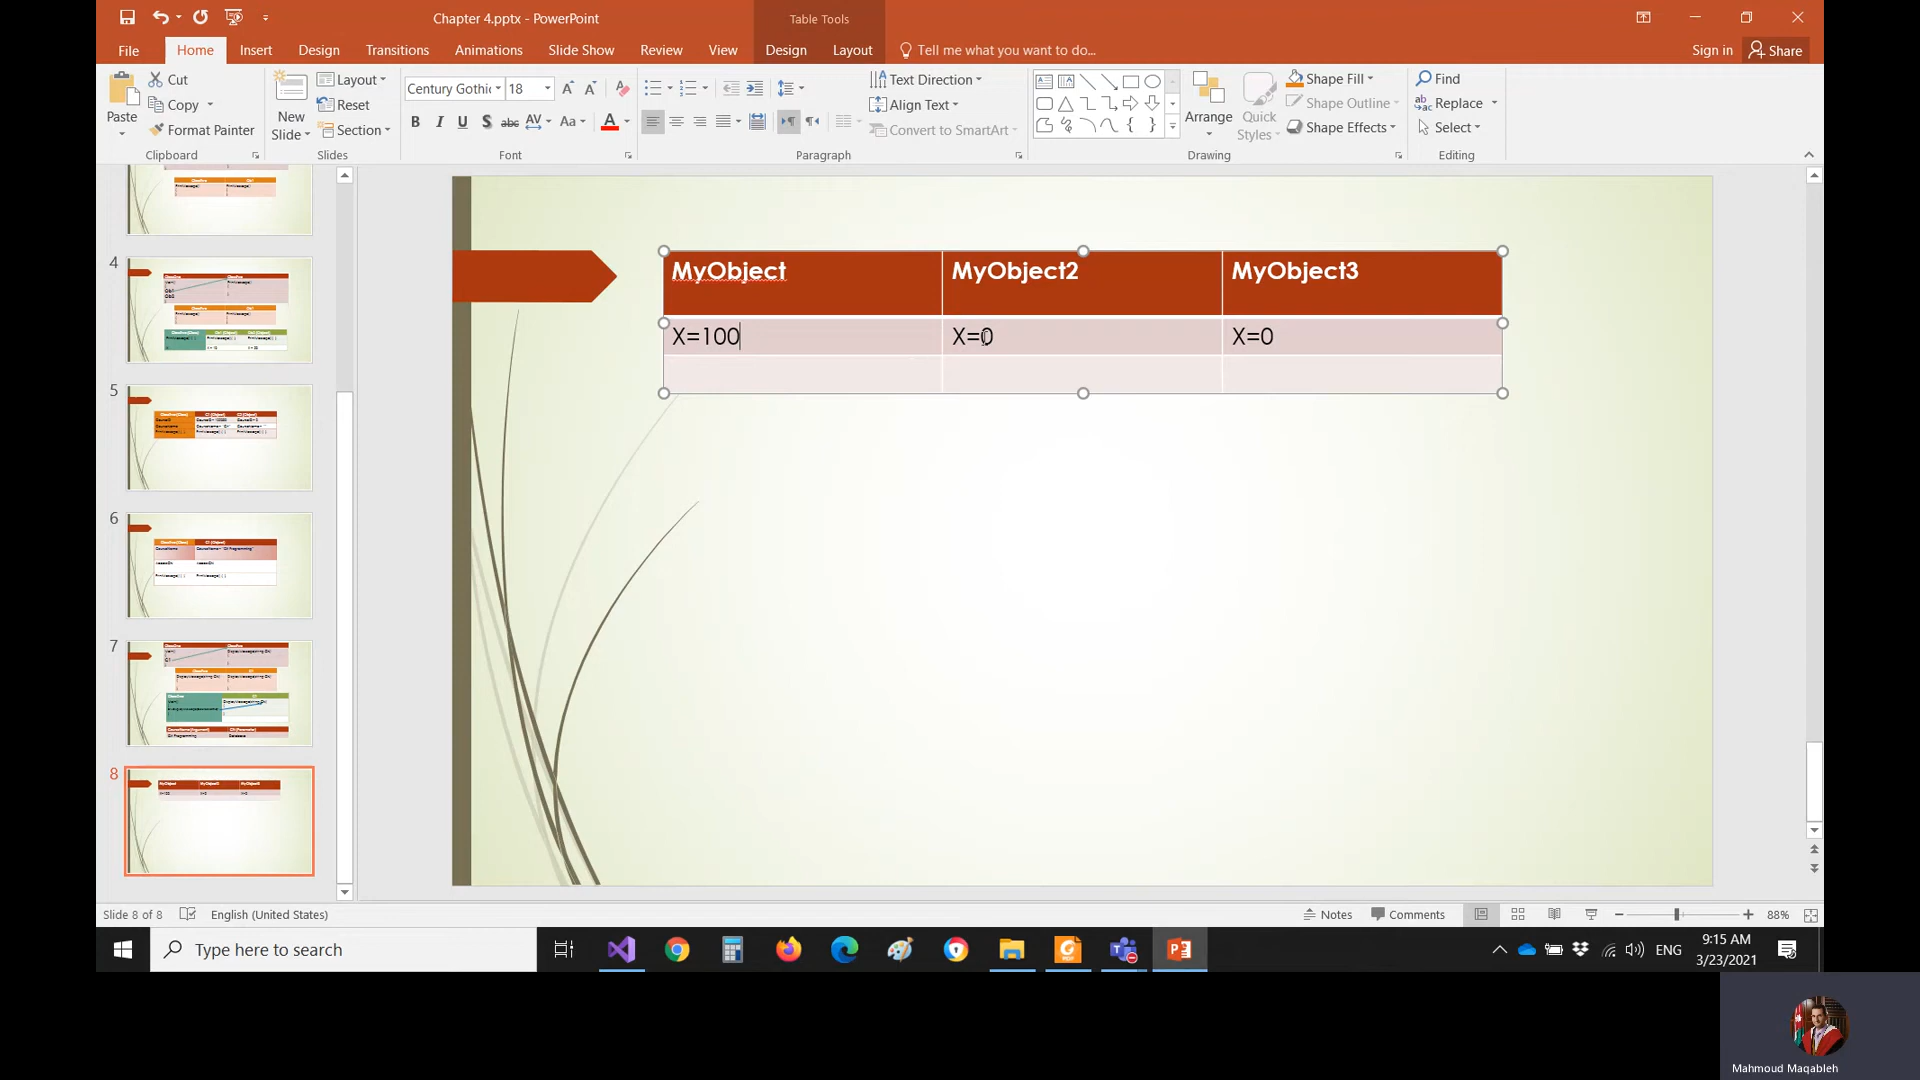 Chapter 4.pptx - PowerPoint
Table Tools
File
Home
Insert
Design
Transitions
Animations
Slide Show
Review
View
Design
Layout
Tell me what you want to do...
Sign in
Share
Paste
Cut
Copy
Format Painter
Clipboard
New
Slide
Layout
Reset
Section
Slides
Century Gothic
18
B
I
U
S
abc
AV
Aa
A
Font
Text Direction
Align Text
Convert to SmartArt
Paragraph
Arrange
Quick
Styles
Shape Fill
Shape Outline
Shape Effects
Drawing
Find
Replace
Select
Editing
4
5
6
7
8
MyObject
MyObject2
MyObject3
X=100
X=0
X=0
Slide 8 of 8
English (United States)
Notes
Comments
88%
Type here to search
ENG
9:15 AM
3/23/2021
Mahmoud Maqableh